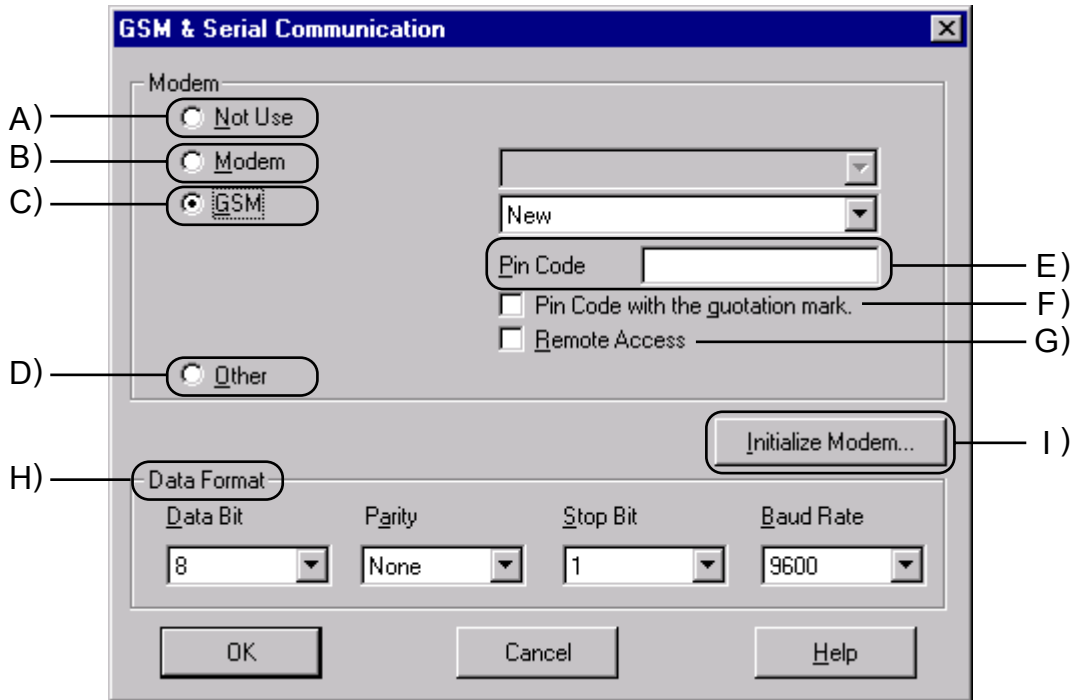 GSM & Serial Communication
Modem
A) Not Use
B) Modem
C) GSM
New
Pin Code E)
Pin Code with the guotation mark. F)
Remote Access G)
D) Other
Initialize Modem... I)
H) Data Format
Data Bit Parity Stop Bit Baud Rate
8 None 1 9600
OK Cancel Help